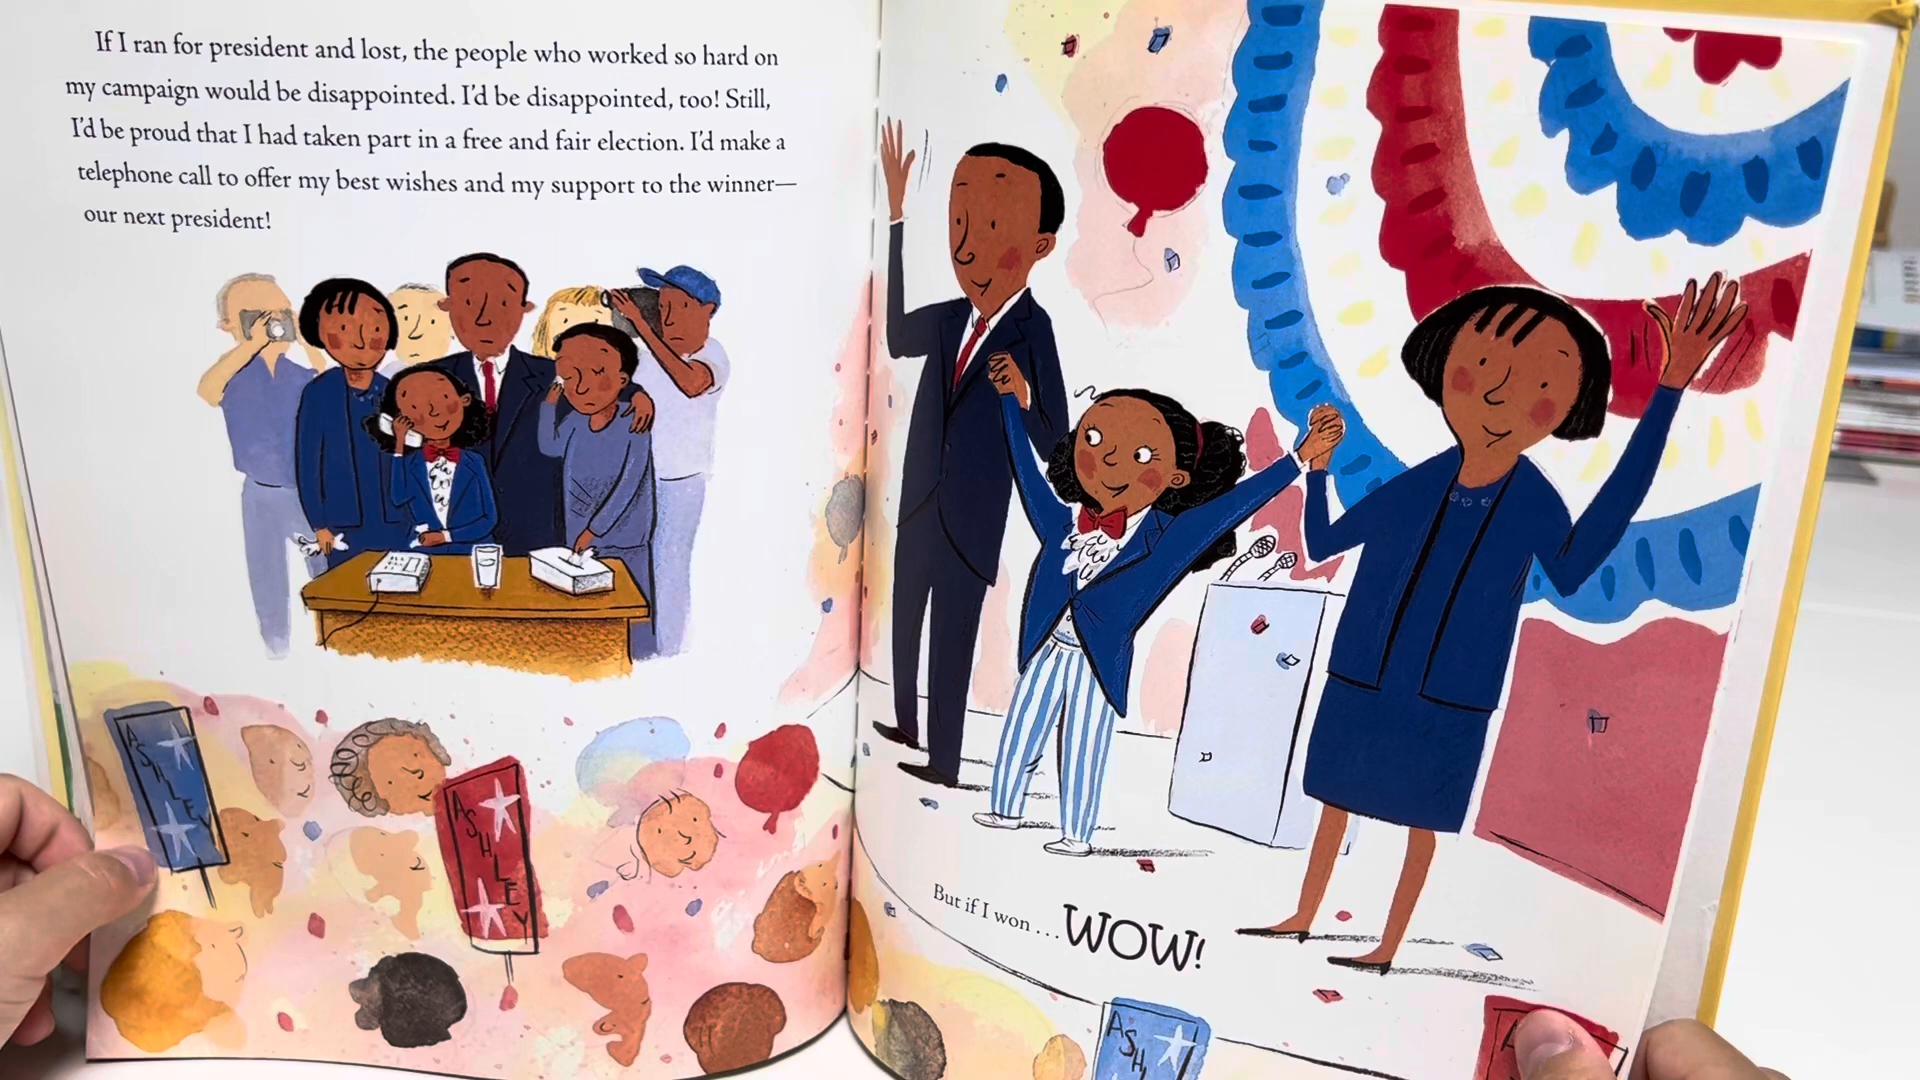 If I ran for president and lost, the people who worked so hard on
my campaign would be disappointed. I'd be disappointed, too! Still,
I'd be proud that I had taken part in a free and fair election. I'd make a
telephone call to offer my best wishes and my support to the winner—
our next president!
ASHLEY
ASHLEY
But if I won . . . WOW!
ASH
A